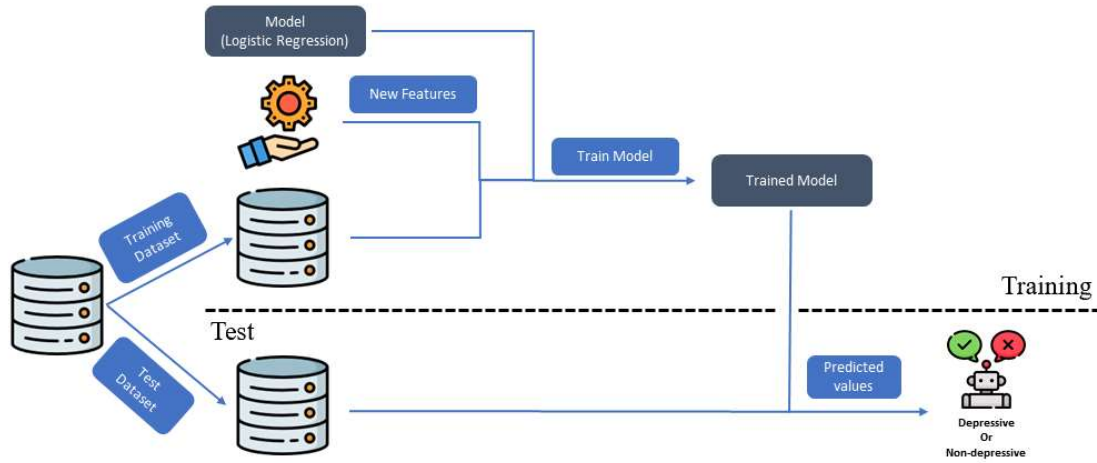 Model
(Logistic Regression)
New Features
Train Model
Trained Model
Training
Dataset
Training
Test
Test
Dataset
Predicted
values
Depressive
Or
Non-depressive